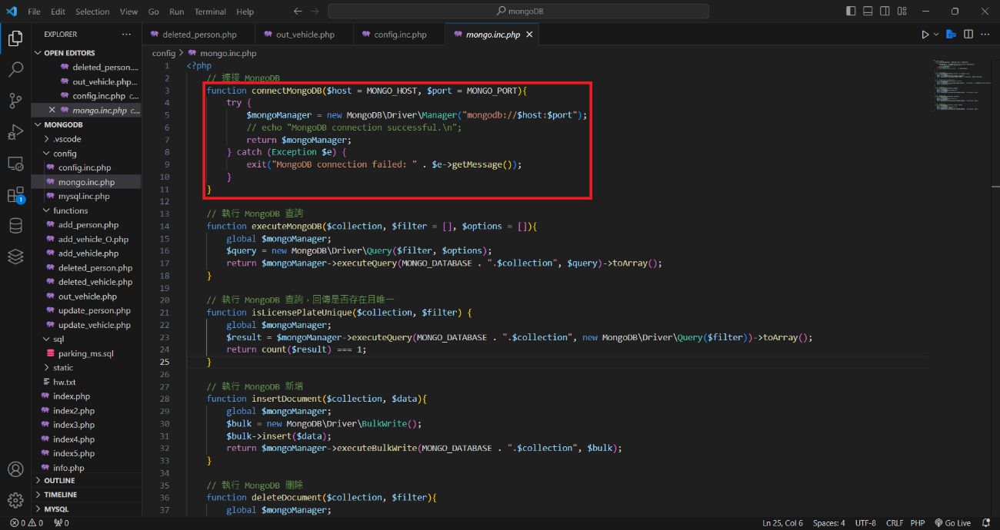 File Edit Selection View Go Run Terminal Help
mongoDB
EXPLORER
OPEN EDITORS
deleted_person....
out_vehicle.php...
config.inc.php c...
mongo.inc.php c...
MONGODB
.vscode
config
config.inc.php
mongo.inc.php
mysql.inc.php
functions
add_person.php
add_vehicle_O.php
add_vehicle.php
deleted_person.php
deleted_vehicle.php
out_vehicle.php
update_person.php
update_vehicle.php
sql
parking_ms.sql
static
hw.txt
index.php
index2.php
index3.php
index4.php
index5.php
info.php
OUTLINE
TIMELINE
MYSQL
1
deleted_person.php out_vehicle.php config.inc.php mongo.inc.php
config > mongo.inc.php
1 <?php
2 // 連接 MongoDB
3 function connectMongoDB($host = MONGO_HOST, $port = MONGO_PORT){
4 try {
5 $mongoManager = new MongoDB\Driver\Manager("mongodb://$host:$port");
6 // echo "MongoDB connection successful.\n";
7 return $mongoManager;
8 } catch (Exception $e) {
9 exit("MongoDB connection failed: " . $e->getMessage());
10 }
11 }
12
13 // 執行 MongoDB 查詢
14 function executeMongoDB($collection, $filter = [], $options = []){
15 global $mongoManager;
16 $query = new MongoDB\Driver\Query($filter, $options);
17 return $mongoManager->executeQuery(MONGO_DATABASE . ".$collection", $query)->toArray();
18 }
19
20 // 執行 MongoDB 查詢，回傳是否存在且唯一
21 function isLicensePlateUnique($collection, $filter) {
22 global $mongoManager;
23 $result = $mongoManager->executeQuery(MONGO_DATABASE . ".$collection", new MongoDB\Driver\Query($filter))->toArray();
24 return count($result) === 1;
25 }
26
27 // 執行 MongoDB 新增
28 function insertDocument($collection, $data){
29 global $mongoManager;
30 $bulk = new MongoDB\Driver\BulkWrite();
31 $bulk->insert($data);
32 return $mongoManager->executeBulkWrite(MONGO_DATABASE . ".$collection", $bulk);
33 }
34
35 // 執行 MongoDB 刪除
36 function deleteDocument($collection, $filter){
37 global $mongoManager;
0 0 0 Ln 25, Col 6 Spaces: 4 UTF-8 CRLF PHP Go Live